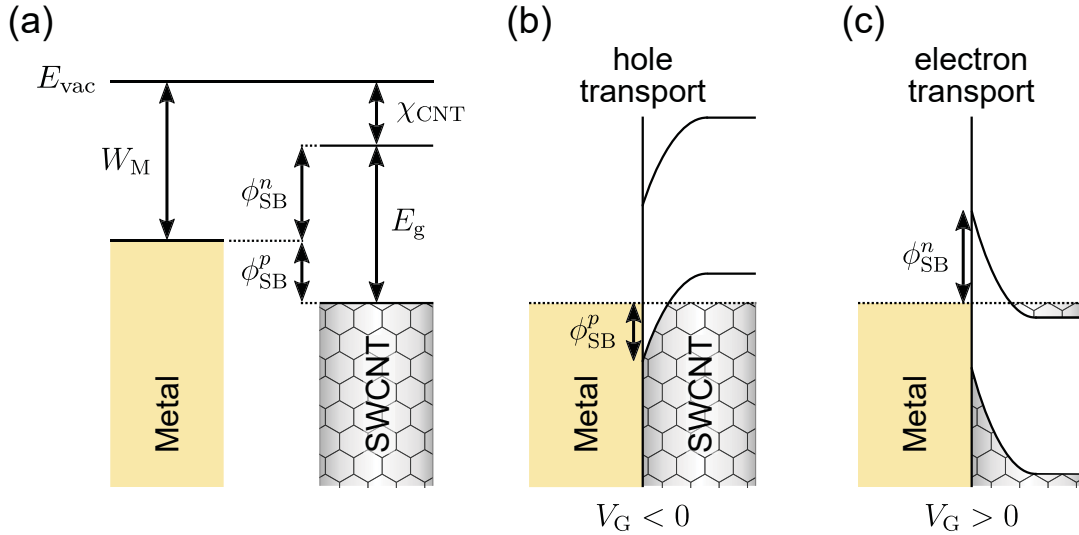 (a)
E_vac
W_M
χ_CNT
ϕ^n_SB
E_g
ϕ^p_SB
Metal
SWCNT
(b)
hole
transport
ϕ^p_SB
Metal
SWCNT
V_G < 0
(c)
electron
transport
ϕ^n_SB
Metal
V_G > 0